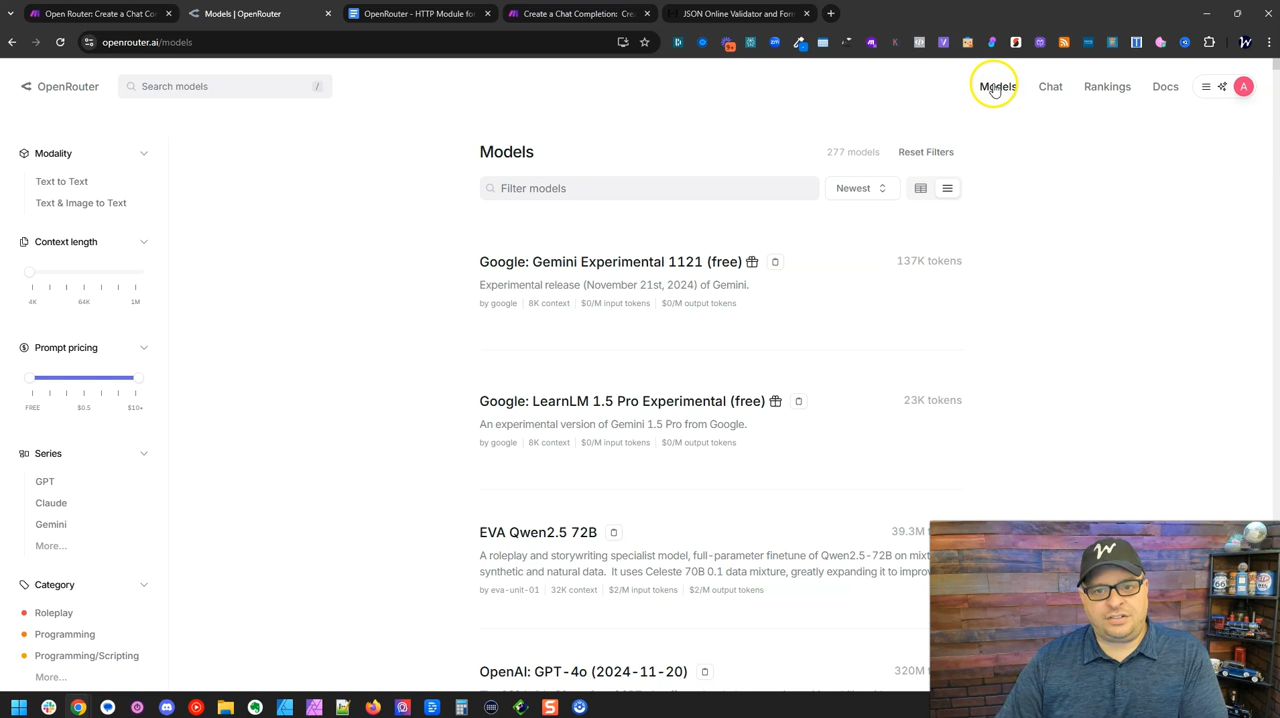 Open Router: Create a Chat Con
Models | OpenRouter
OpenRouter - HTTP Module for
Create a Chat Completion: Cre
JSON Online Validator and For
openrouter.ai/models
9+
OpenRouter
Search models
/
Models
Chat
Rankings
Docs
A
Modality
Text to Text
Text & Image to Text
Context length
4K
64K
1M
Prompt pricing
FREE
$0.5
$10+
Series
GPT
Claude
Gemini
More...
Category
Roleplay
Programming
Programming/Scripting
More...
Models
277 models
Reset Filters
Filter models
Newest
Google: Gemini Experimental 1121 (free)
137K tokens
Experimental release (November 21st, 2024) of Gemini.
by google | 8K context | $0/M input tokens | $0/M output tokens
Google: LearnLM 1.5 Pro Experimental (free)
23K tokens
An experimental version of Gemini 1.5 Pro from Google.
by google | 8K context | $0/M input tokens | $0/M output tokens
EVA Qwen2.5 72B
39.3M
A roleplay and storywriting specialist model, full-parameter finetune of Qwen2.5-72B on mixt
synthetic and natural data. It uses Celeste 70B 0.1 data mixture, greatly expanding it to improv
by eva-unit-01 | 32K context | $2/M input tokens | $2/M output tokens
OpenAI: GPT-4o (2024-11-20)
320M